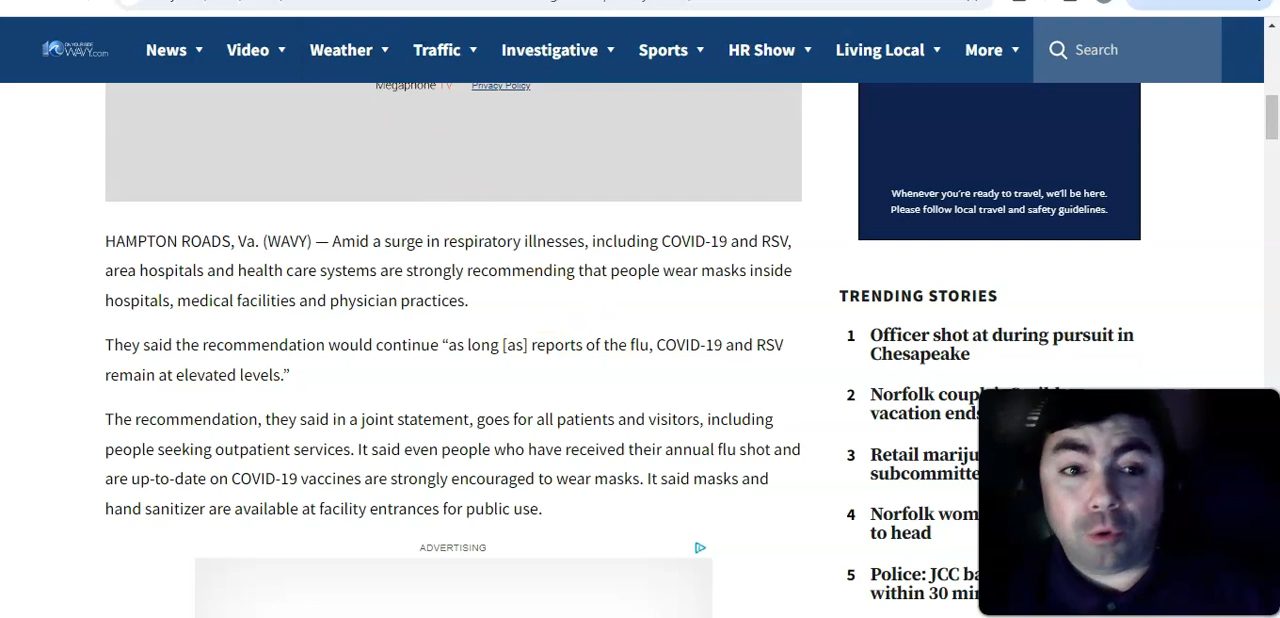 WAVY.com
News
Video
Weather
Traffic
Investigative
Sports
HR Show
Living Local
More
Search
Megaphone TV
Privacy Policy
Whenever you're ready to travel, we'll be here.
Please follow local travel and safety guidelines.
HAMPTON ROADS, Va. (WAVY) — Amid a surge in respiratory illnesses, including COVID-19 and RSV,
area hospitals and health care systems are strongly recommending that people wear masks inside
hospitals, medical facilities and physician practices.
They said the recommendation would continue “as long [as] reports of the flu, COVID-19 and RSV
remain at elevated levels.”
The recommendation, they said in a joint statement, goes for all patients and visitors, including
people seeking outpatient services. It said even people who have received their annual flu shot and
are up-to-date on COVID-19 vaccines are strongly encouraged to wear masks. It said masks and
hand sanitizer are available at facility entrances for public use.
ADVERTISING
TRENDING STORIES
1 Officer shot at during pursuit in
Chesapeake
2 Norfolk
vacation ends
3 Retail
subcommitte
4 Norfolk
to head
5 Police: JCC
within 30